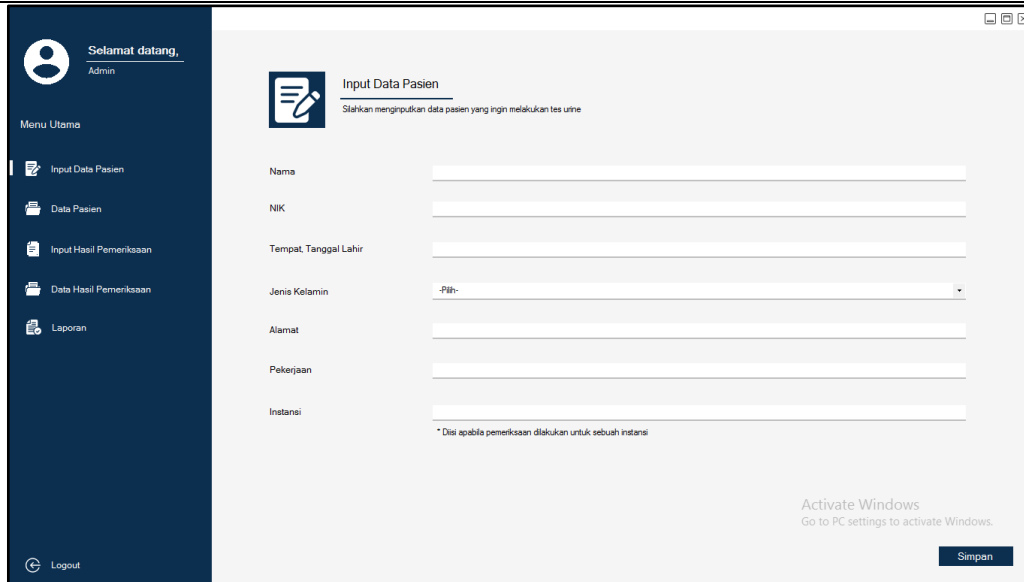 Selamat datang,
Admin
Menu Utama
Input Data Pasien
Data Pasien
Input Hasil Pemeriksaan
Data Hasil Pemeriksaan
Laporan
Logout
Input Data Pasien
Silahkan menginputkan data pasien yang ingin melakukan tes urine
Nama
NIK
Tempat, Tanggal Lahir
Jenis Kelamin
-Pilih-
Alamat
Pekerjaan
Instansi
* Diisi apabila pemeriksaan dilakukan untuk sebuah instansi
Activate Windows
Go to PC settings to activate Windows.
Simpan